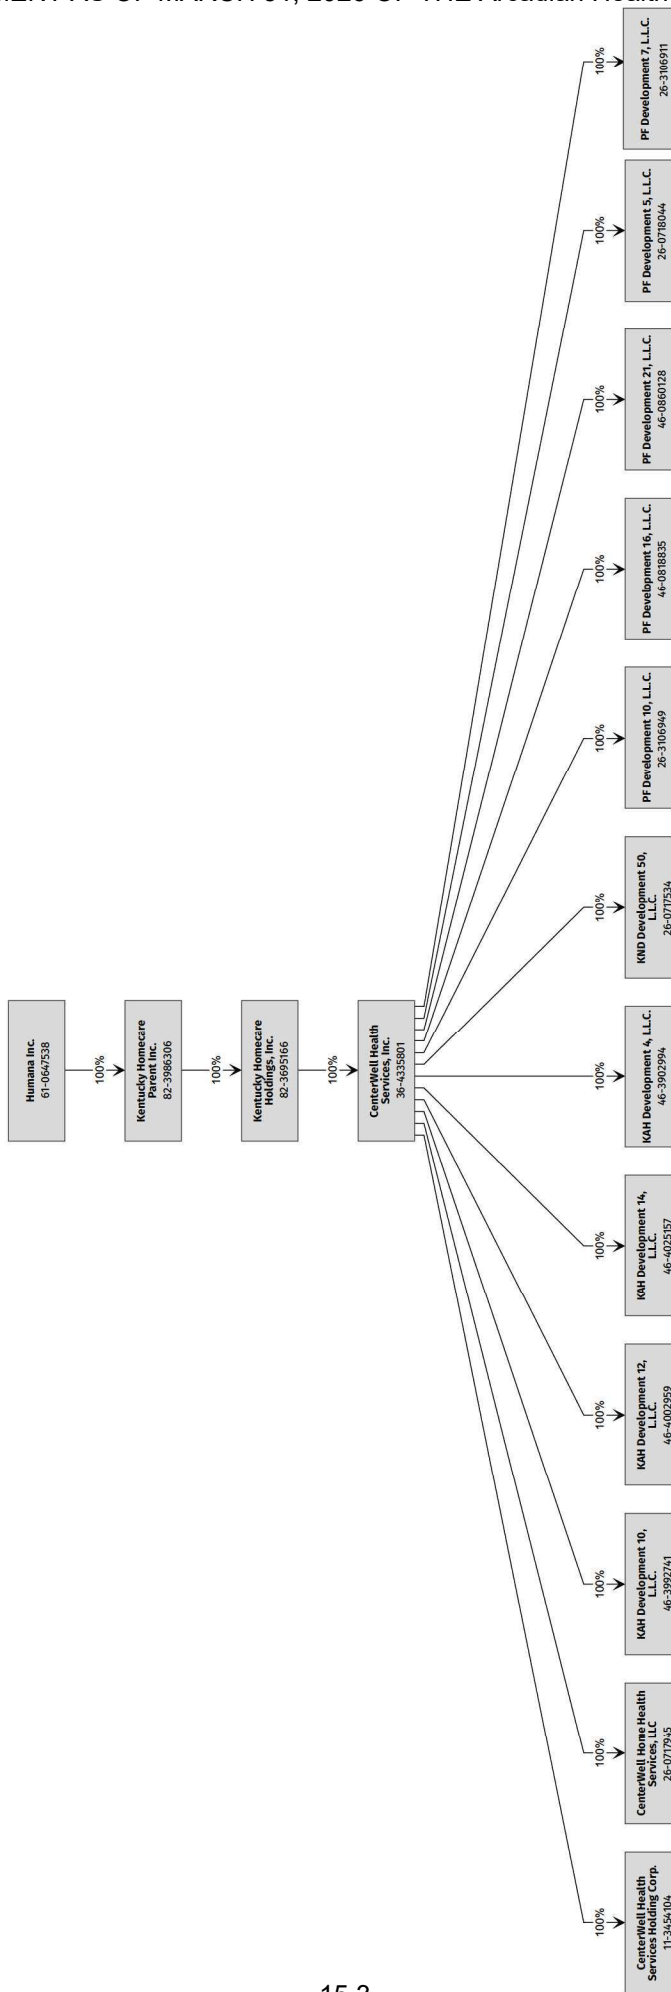 Humana Inc.
61-0647538
100%
Kentucky Homecare
Parent Inc.
82-3986306
100%
Kentucky Homecare
Holdings, Inc.
82-3695166
100%
CenterWell Health
Services, Inc.
36-4335801
100%
100%
100%
100%
100%
100%
100%
100%
100%
100%
100%
100%
CenterWell Health
Services Holding Corp.
11-3454104
CenterWell Home Health
Services, LLC
26-0717945
KAH Development 10,
L.L.C.
46-3992741
KAH Development 12,
L.L.C.
46-4002959
KAH Development 14,
L.L.C.
46-4025157
KAH Development 4, L.L.C.
46-3902994
KND Development 50,
L.L.C.
26-0717534
PF Development 10, L.L.C.
26-3106949
PF Development 16, L.L.C.
46-0818835
PF Development 21, L.L.C.
46-0860128
PF Development 5, L.L.C.
26-0718044
PF Development 7, L.L.C.
26-3106911